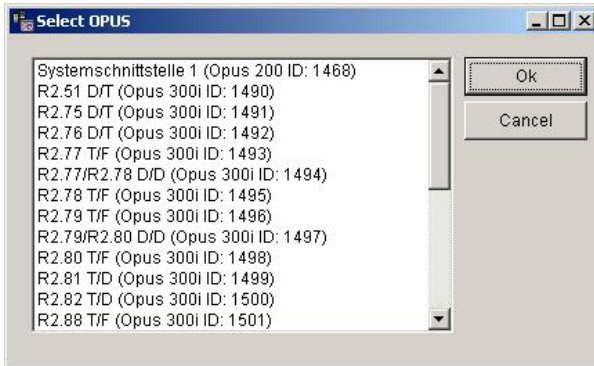 Select OPUS
Systemschnittstelle 1 (Opus 200 ID: 1468)
R2.51 D/T (Opus 300i ID: 1490)
R2.75 D/T (Opus 300i ID: 1491)
R2.76 D/T (Opus 300i ID: 1492)
R2.77 T/F (Opus 300i ID: 1493)
R2.77/R2.78 D/D (Opus 300i ID: 1494)
R2.78 T/F (Opus 300i ID: 1495)
R2.79 T/F (Opus 300i ID: 1496)
R2.79/R2.80 D/D (Opus 300i ID: 1497)
R2.80 T/F (Opus 300i ID: 1498)
R2.81 T/D (Opus 300i ID: 1499)
R2.82 T/D (Opus 300i ID: 1500)
R2.88 T/F (Opus 300i ID: 1501)
Ok
Cancel